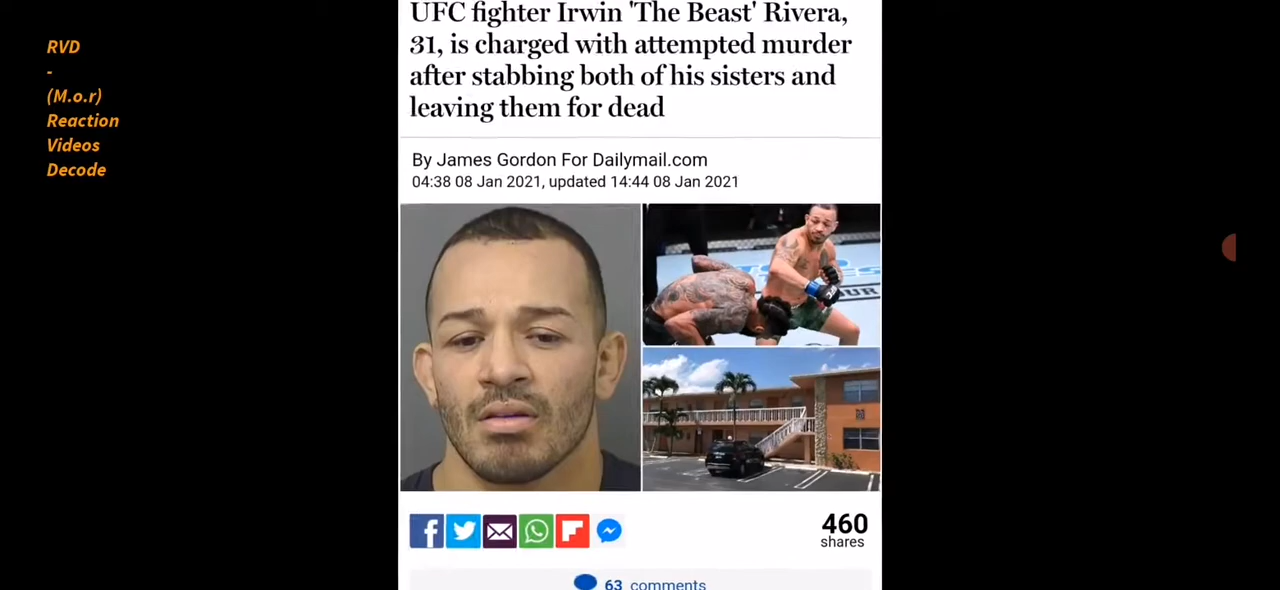 RVD
-
(M.o.r)
Reaction
Videos
Decode
UFC fighter Irwin 'The Beast' Rivera,
31, is charged with attempted murder
after stabbing both of his sisters and
leaving them for dead
By James Gordon For Dailymail.com
04:38 08 Jan 2021, updated 14:44 08 Jan 2021
460
shares
63 comments